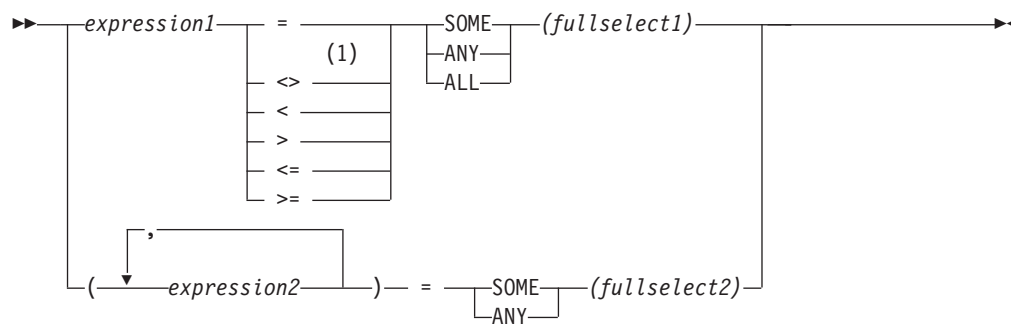 expression1 = SOME (fullselect1)
(1) ANY
<> ALL
<
>
<=
>=
,
( expression2 ) = SOME (fullselect2)
ANY